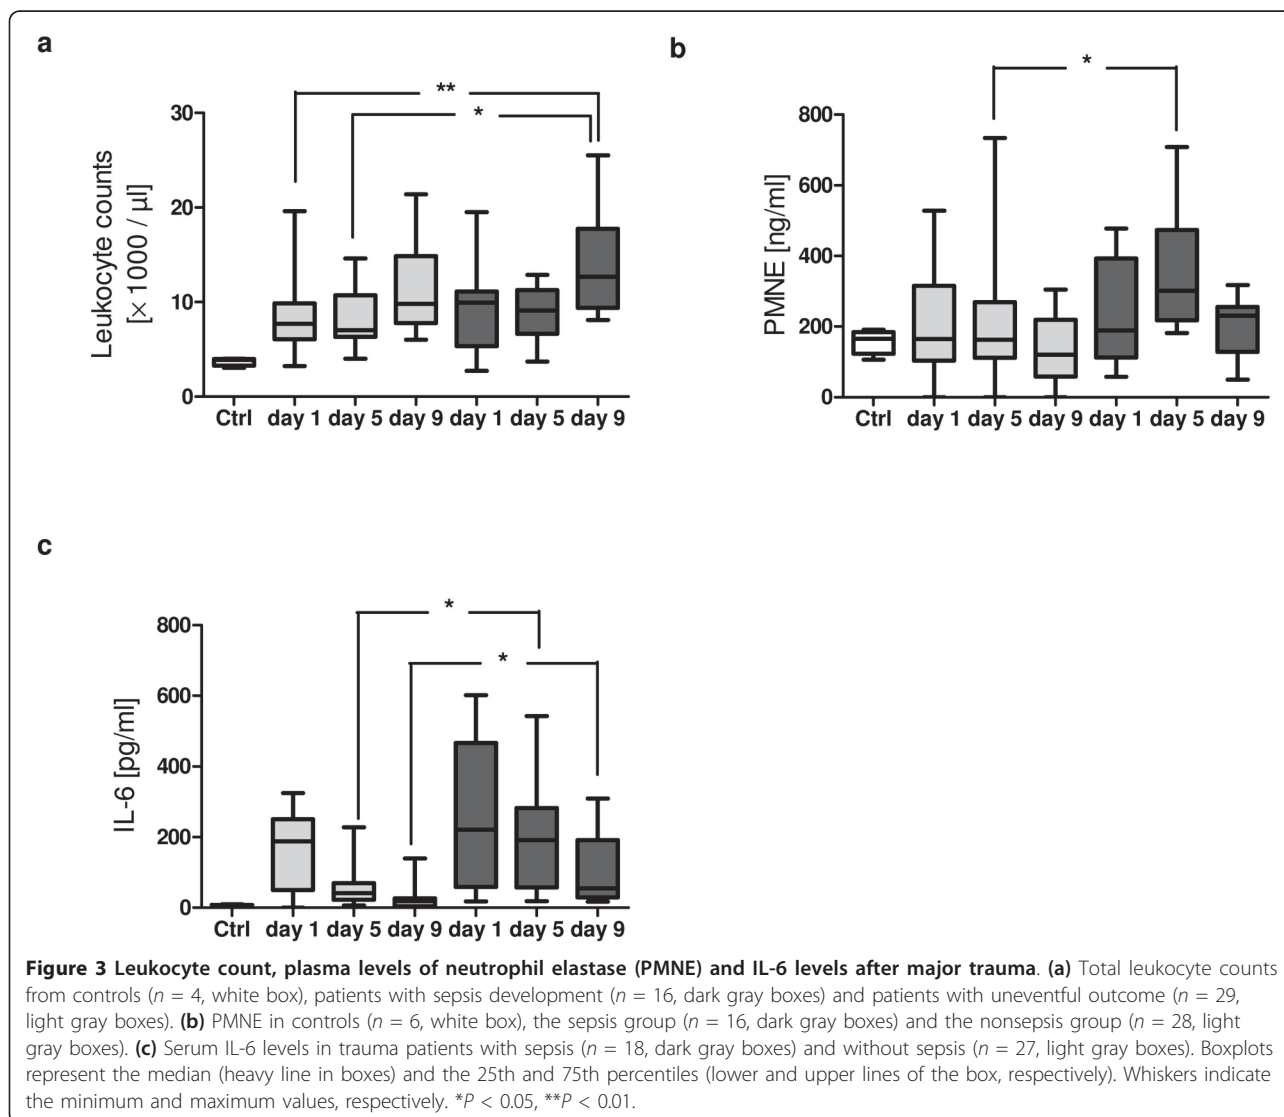 a
**
*
30
20
10
0
Leukocyte counts
[× 1000 / µl]
Ctrl day 1 day 5 day 9 day 1 day 5 day 9
b
*
800
600
400
200
0
PMNE [ng/ml]
Ctrl day 1 day 5 day 9 day 1 day 5 day 9
c
*
*
800
600
400
200
0
IL-6 [pg/ml]
Ctrl day 1 day 5 day 9 day 1 day 5 day 9
Figure 3 Leukocyte count, plasma levels of neutrophil elastase (PMNE) and IL-6 levels after major trauma. (a) Total leukocyte counts
from controls (n = 4, white box), patients with sepsis development (n = 16, dark gray boxes) and patients with uneventful outcome (n = 29,
light gray boxes). (b) PMNE in controls (n = 6, white box), the sepsis group (n = 16, dark gray boxes) and the nonsepsis group (n = 28, light
gray boxes). (c) Serum IL-6 levels in trauma patients with sepsis (n = 18, dark gray boxes) and without sepsis (n = 27, light gray boxes). Boxplots
represent the median (heavy line in boxes) and the 25th and 75th percentiles (lower and upper lines of the box, respectively). Whiskers indicate
the minimum and maximum values, respectively. *P < 0.05, **P < 0.01.